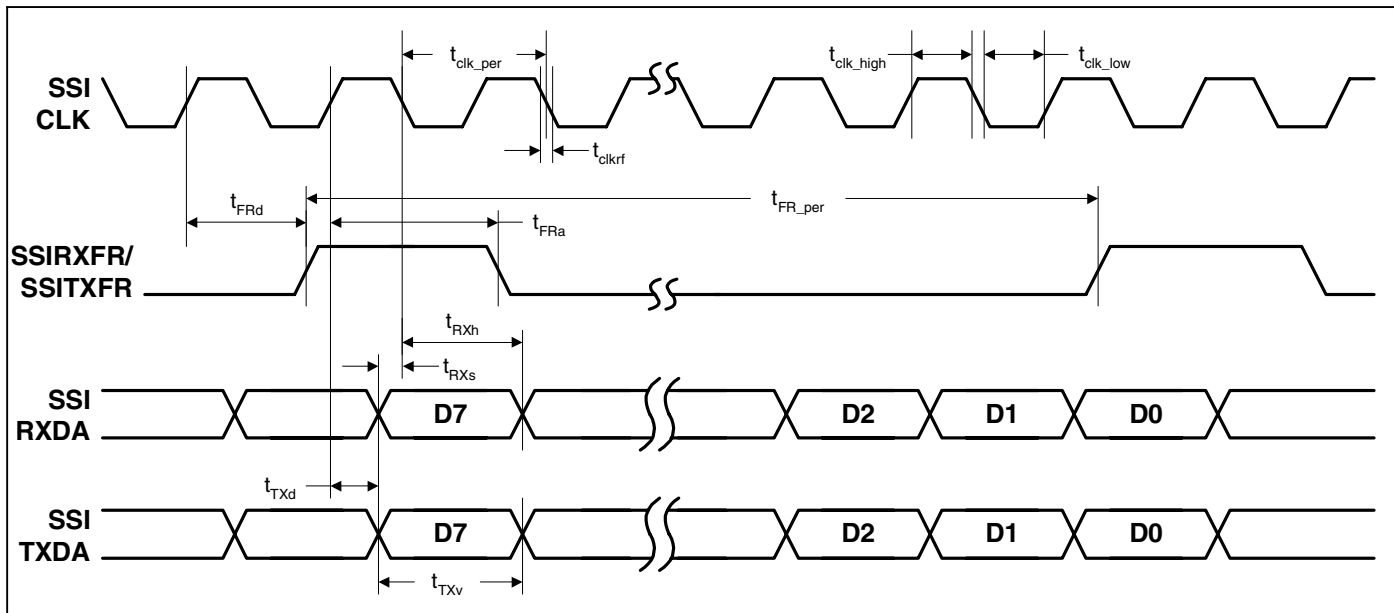 t_clk_per
t_clk_high
t_clk_low
SSI
CLK
t_clkrf
t_FRd
t_FR_per
t_FRa
SSIRXFR/
SSITXFR
t_RXh
t_RXs
SSI
RXDA
D7 D2 D1 D0
t_TXd
SSI
TXDA
D7 D2 D1 D0
t_TXv